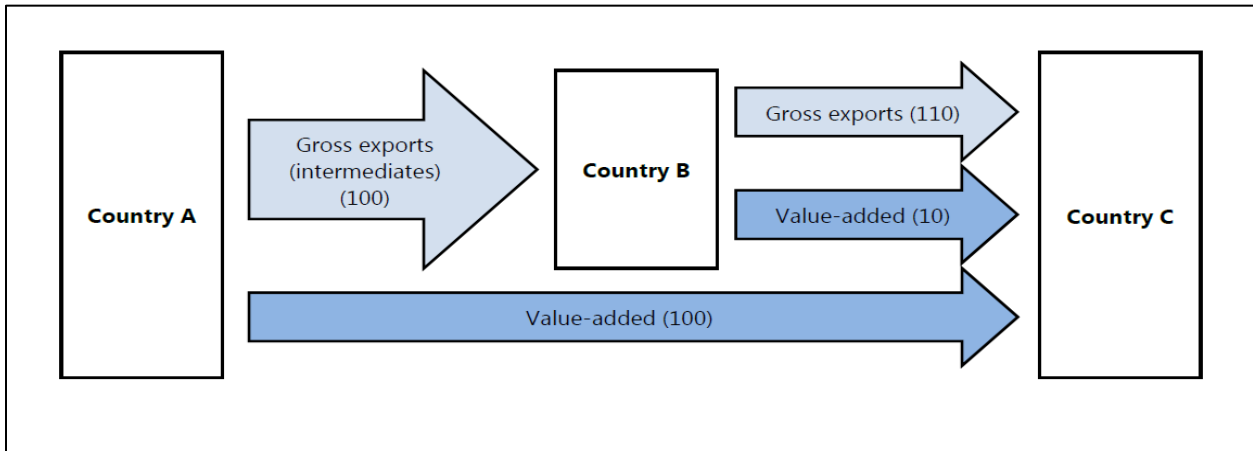 Country A
Gross exports
(intermediates)
(100)
Country B
Gross exports (110)
Value-added (10)
Country C
Value-added (100)